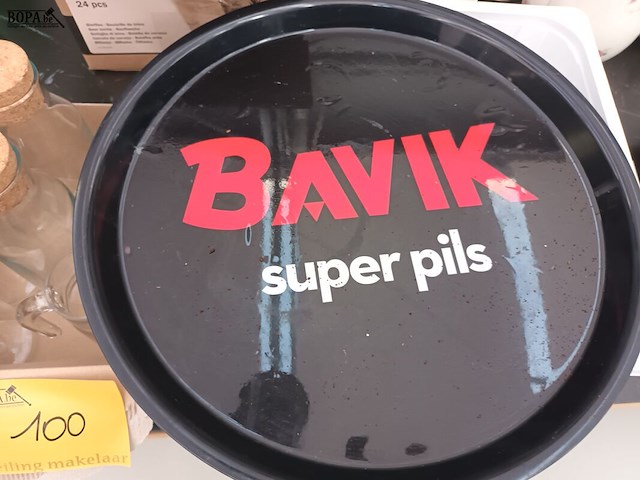 BOPA.be
24 pcs
BAVIK
super pils
100
eiling makelaar